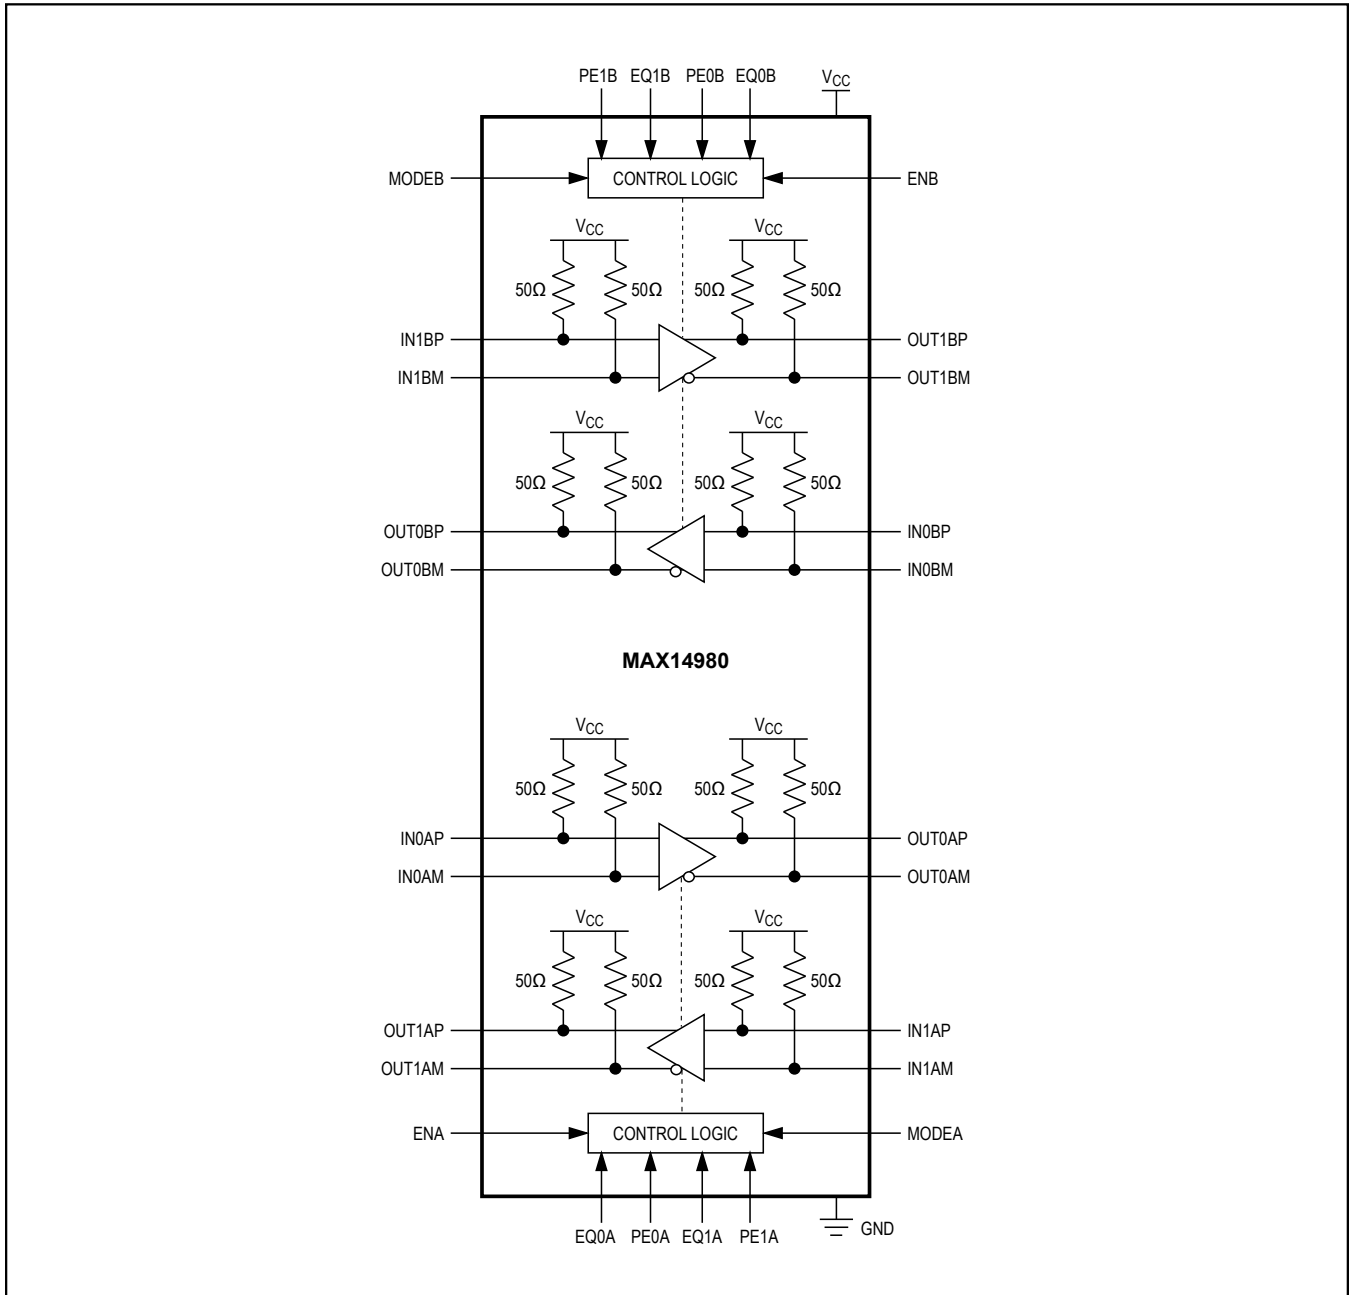 PE1B EQ1B PE0B EQ0B VCC
MODEB CONTROL LOGIC ENB
VCC VCC
50Ω 50Ω 50Ω 50Ω
IN1BP OUT1BP
IN1BM OUT1BM
VCC VCC
50Ω 50Ω 50Ω 50Ω
OUT0BP IN0BP
OUT0BM IN0BM
MAX14980
VCC VCC
50Ω 50Ω 50Ω 50Ω
IN0AP OUT0AP
IN0AM OUT0AM
VCC VCC
50Ω 50Ω 50Ω 50Ω
OUT1AP IN1AP
OUT1AM IN1AM
ENA CONTROL LOGIC MODEA
EQ0A PE0A EQ1A PE1A GND